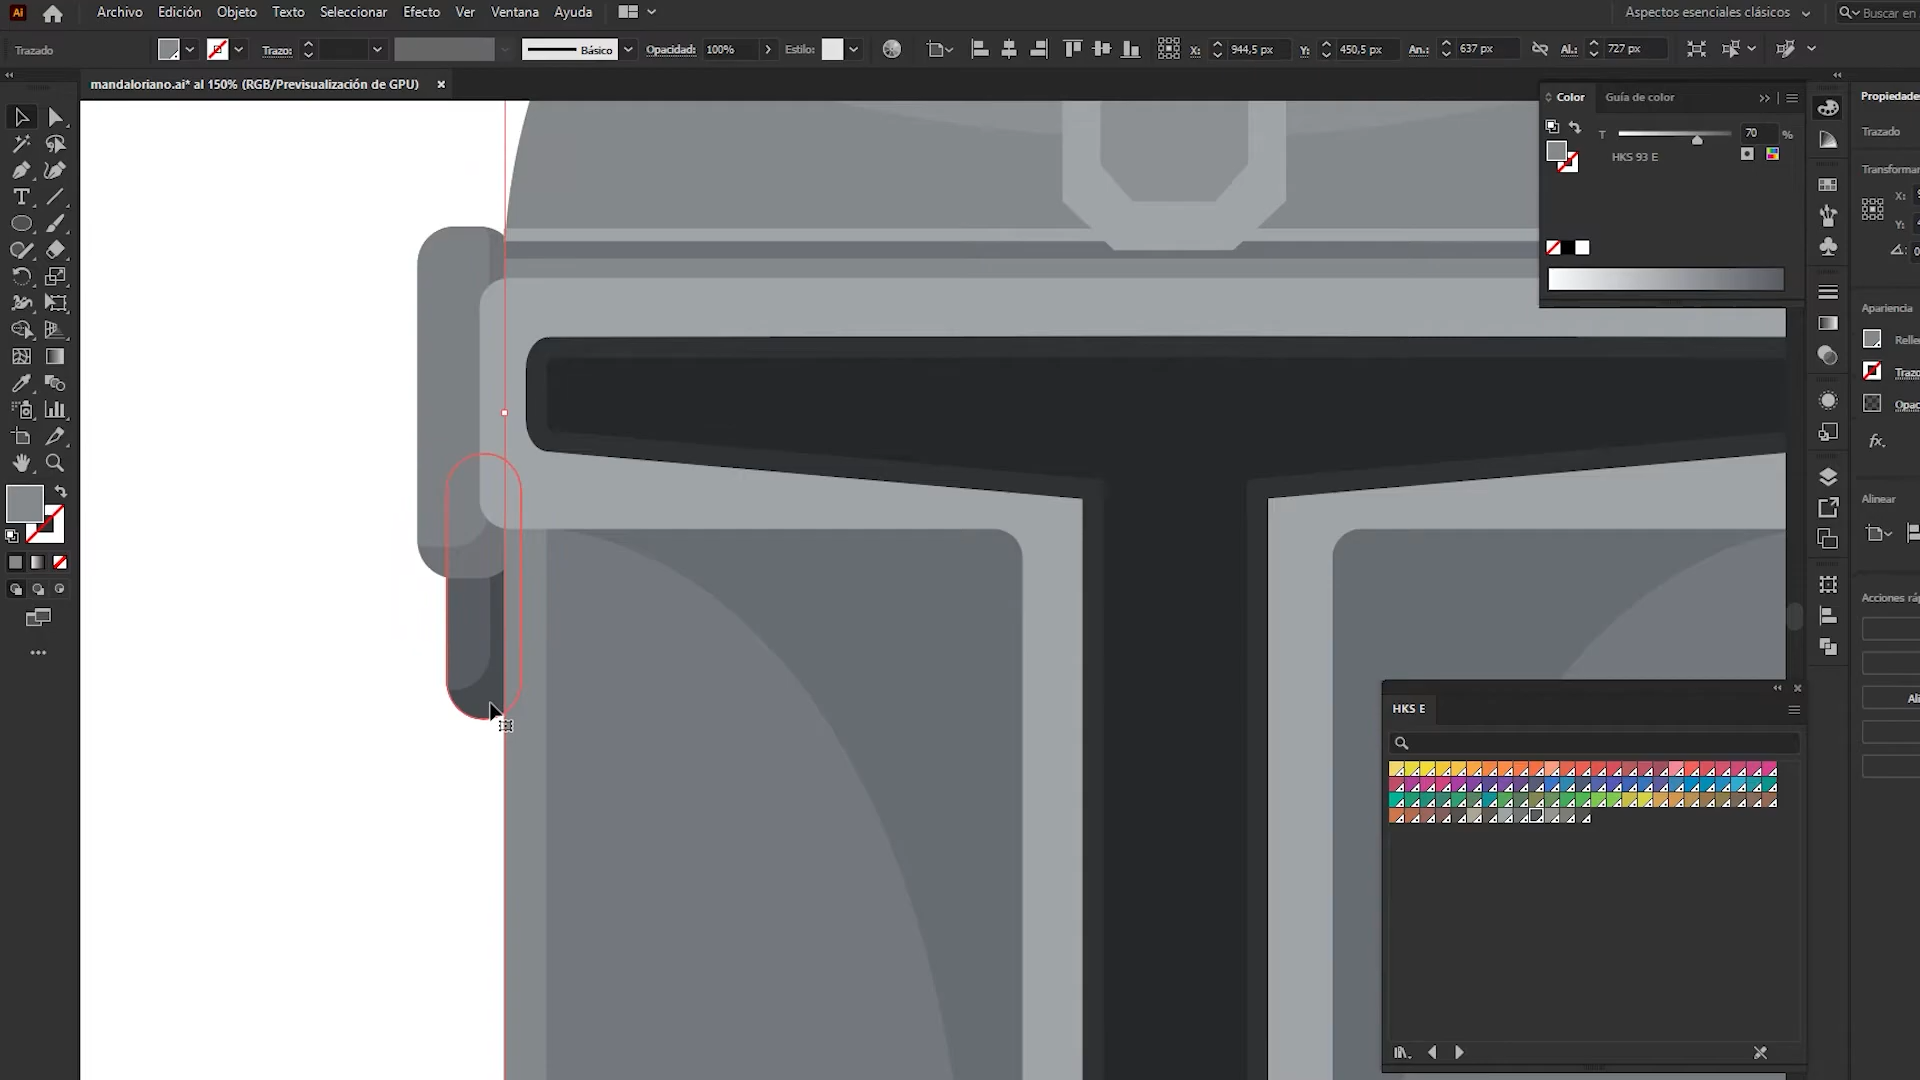 Ai Archivo Edición Objeto Texto Seleccionar Efecto Ver Ventana Ayuda Aspectos esenciales clásicos Buscar en
Trazado Trazo: Básico Opacidad: 100% Estilo: X: 944,5 px Y: 450,5 px An.: 637 px Al.: 727 px
mandaloriano.ai* al 150% (RGB/Previsualización de GPU)
Color Guía de color
T 70 %
HKS 93 E
Propiedades
Trazado
Transformar
X:
Y:
Apariencia
Relle
Trazo
Opac
fx.
Alinear
Acciones rá
Ali
HKS E